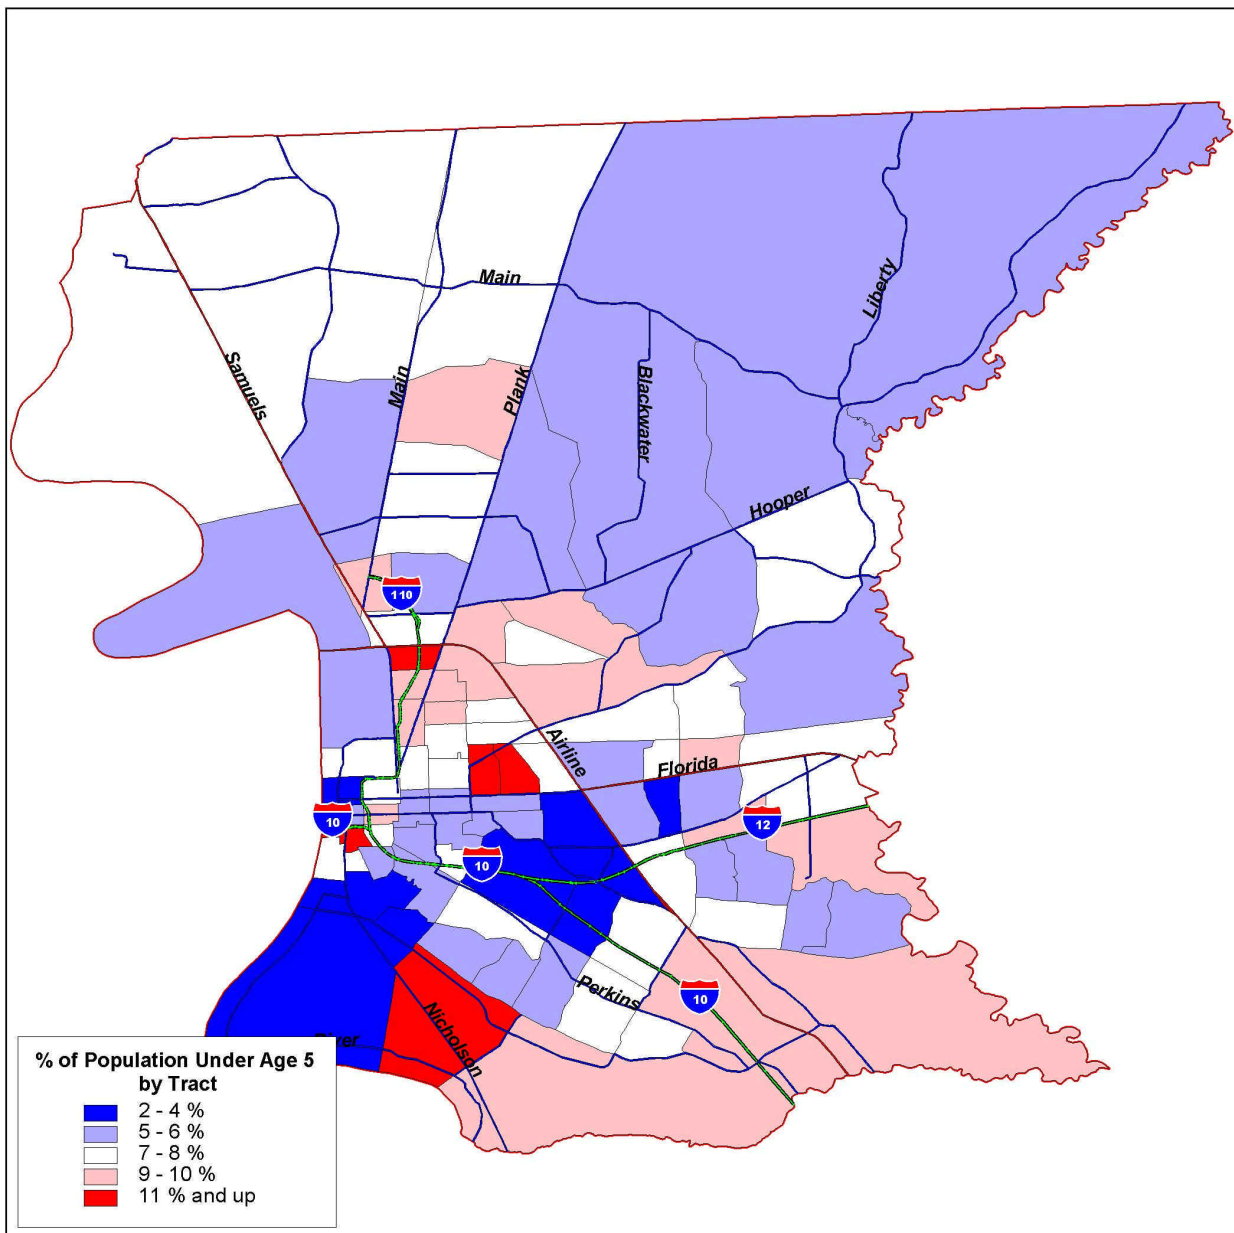 Main
Liberty
Samuels
Main
Plank
Blackwater
Hooper
110
Airline
Florida
10
12
10
Perkins
10
Nicholson
% of Population Under Age 5
by Tract
2 - 4 %
5 - 6 %
7 - 8 %
9 - 10 %
11 % and up